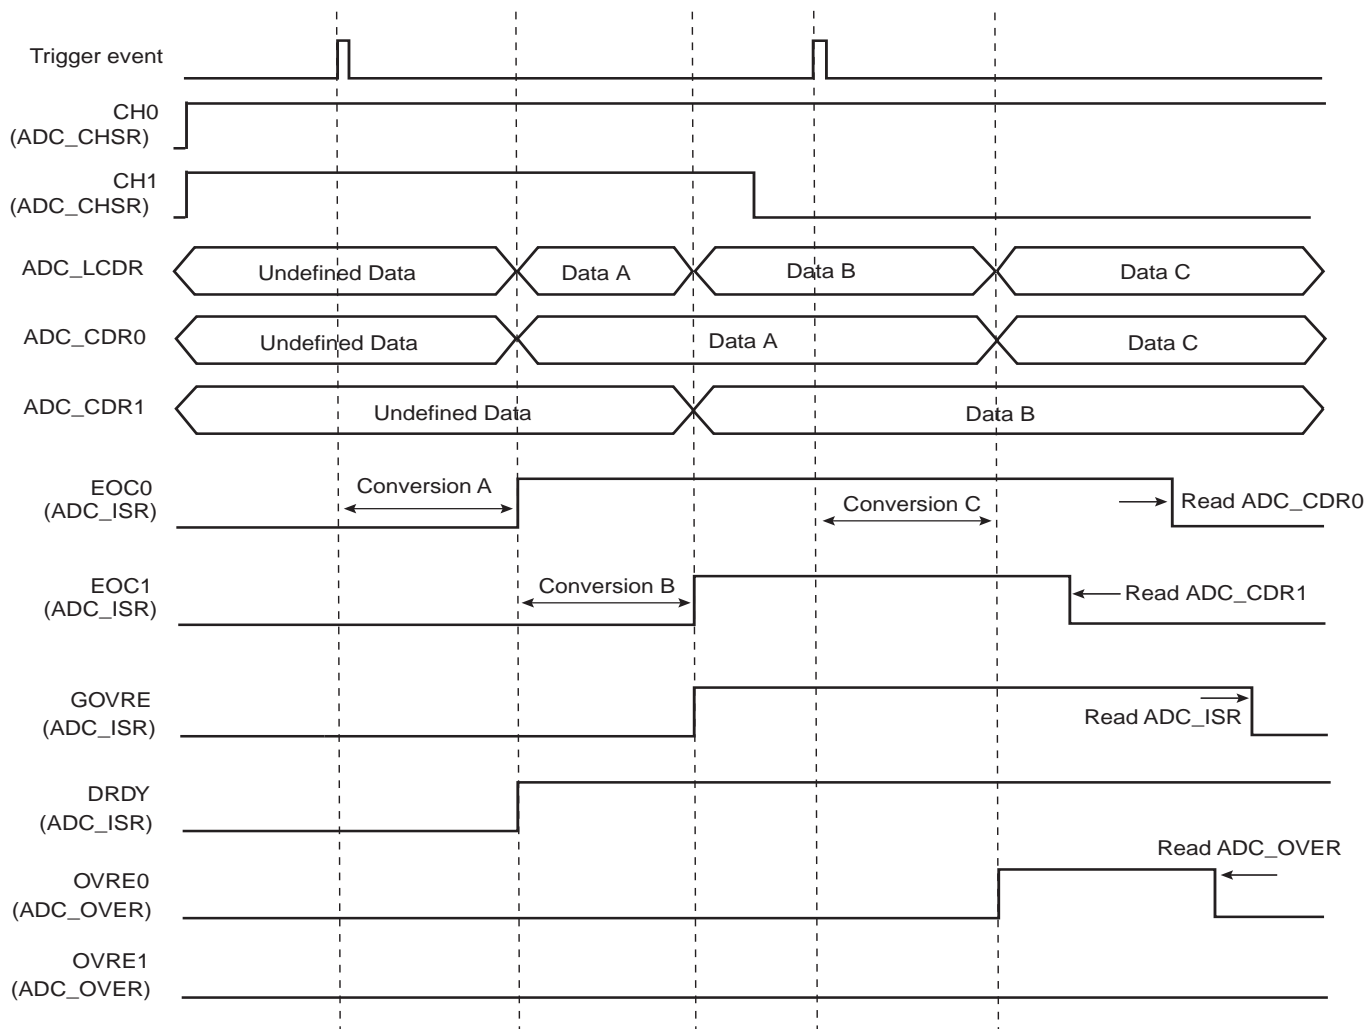 Trigger event
CH0
(ADC_CHSR)
CH1
(ADC_CHSR)
ADC_LCDR
Undefined Data
Data A
Data B
Data C
ADC_CDR0
Undefined Data
Data A
Data C
ADC_CDR1
Undefined Data
Data B
EOC0
(ADC_ISR)
Conversion A
Conversion C
Read ADC_CDR0
EOC1
(ADC_ISR)
Conversion B
Read ADC_CDR1
GOVRE
(ADC_ISR)
Read ADC_ISR
DRDY
(ADC_ISR)
Read ADC_OVER
OVRE0
(ADC_OVER)
OVRE1
(ADC_OVER)